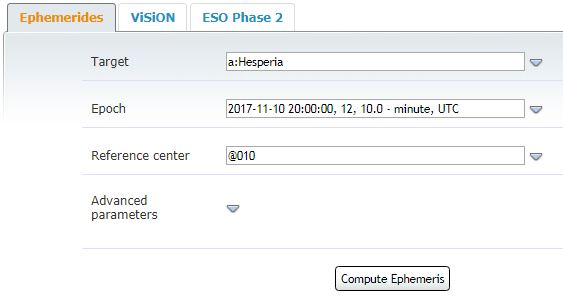 Ephemerides ViSiON ESO Phase 2
Target a:Hesperia
Epoch 2017-11-10 20:00:00, 12, 10.0 - minute, UTC
Reference center @010
Advanced
parameters
Compute Ephemeris